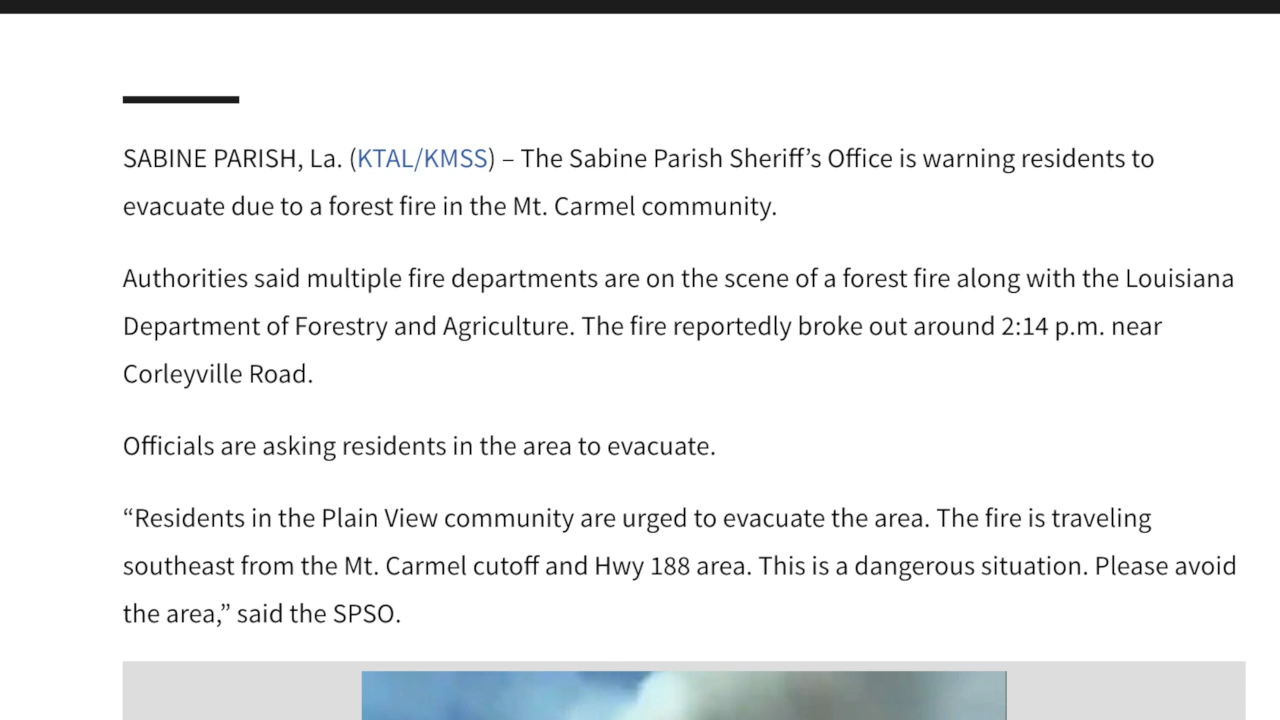 SABINE PARISH, La. (KTAL/KMSS) – The Sabine Parish Sheriff’s Office is warning residents to
evacuate due to a forest fire in the Mt. Carmel community.
Authorities said multiple fire departments are on the scene of a forest fire along with the Louisiana
Department of Forestry and Agriculture. The fire reportedly broke out around 2:14 p.m. near
Corleyville Road.
Officials are asking residents in the area to evacuate.
“Residents in the Plain View community are urged to evacuate the area. The fire is traveling
southeast from the Mt. Carmel cutoff and Hwy 188 area. This is a dangerous situation. Please avoid
the area,” said the SPSO.